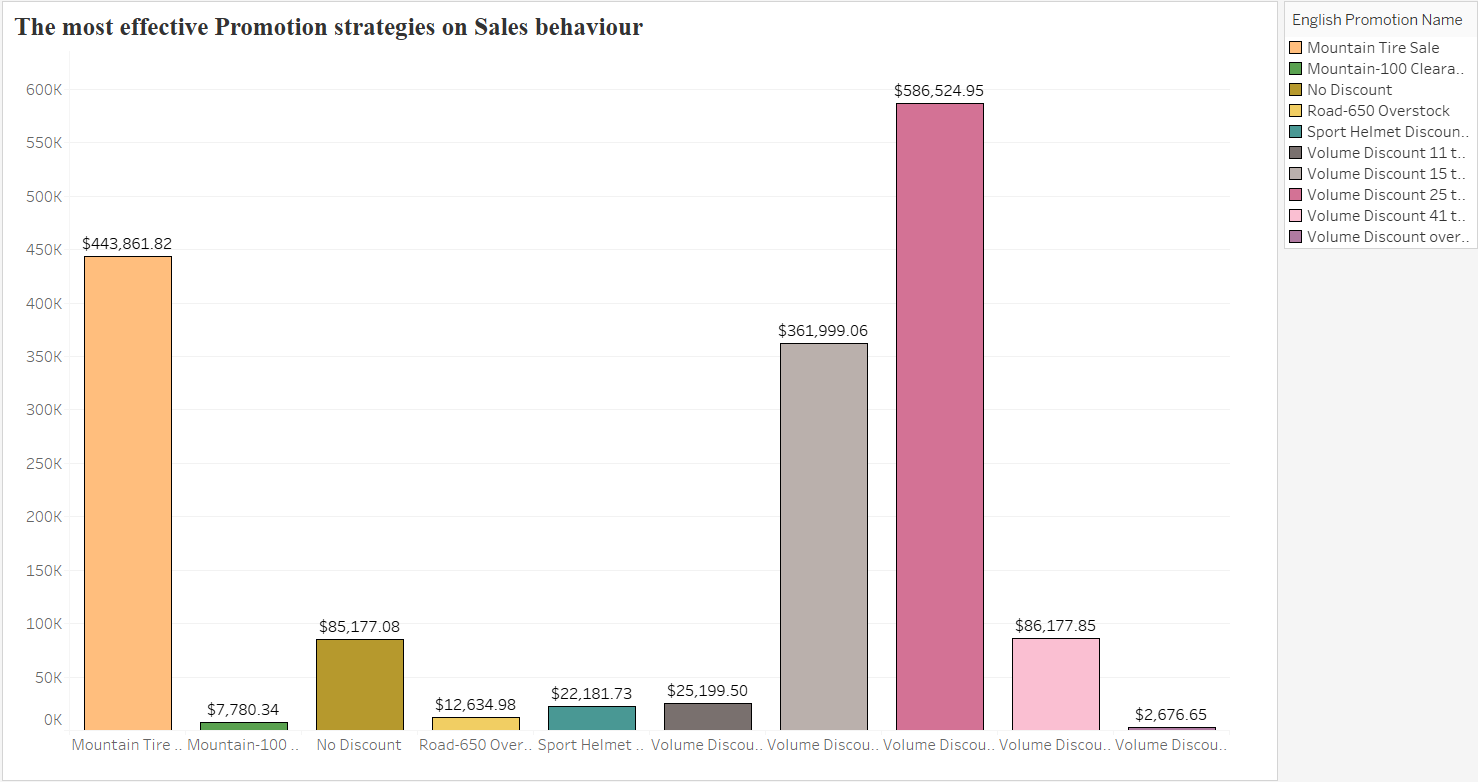 The most effective Promotion strategies on Sales behaviour
600K
550K
500K
450K
400K
350K
300K
250K
200K
150K
100K
50K
0K
$443,861.82
$7,780.34
$85,177.08
$12,634.98
$22,181.73
$25,199.50
$361,999.06
$586,524.95
$86,177.85
$2,676.65
Mountain Tire ..
Mountain-100 ..
No Discount
Road-650 Over..
Sport Helmet ..
Volume Discou..
Volume Discou..
Volume Discou..
Volume Discou..
Volume Discou..
English Promotion Name
Mountain Tire Sale
Mountain-100 Cleara..
No Discount
Road-650 Overstock
Sport Helmet Discoun..
Volume Discount 11 t..
Volume Discount 15 t..
Volume Discount 25 t..
Volume Discount 41 t..
Volume Discount over..